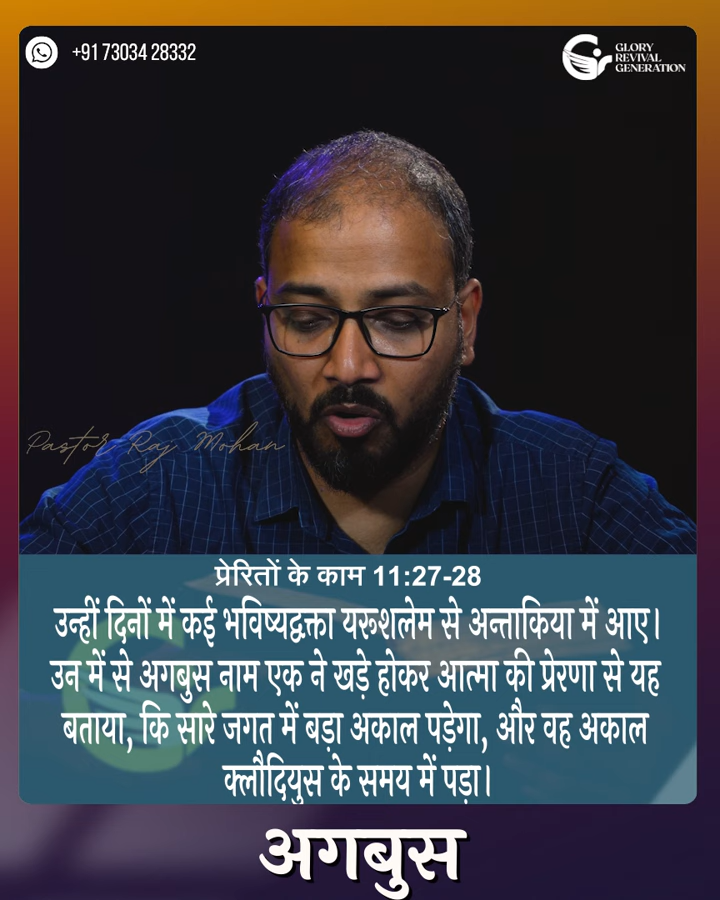 +91 73034 28332
GLORY
REVIVAL
GENERATION
Pastor Raj Mohan
प्रेरितों के काम 11:27-28
उन्हीं दिनों में कई भविष्यद्वक्ता यरूशलेम से अन्ताकिया में आए।
उन में से अगबुस नाम एक ने खड़े होकर आत्मा की प्रेरणा से यह
बताया, कि सारे जगत में बड़ा अकाल पड़ेगा, और वह अकाल
क्लौदियुस के समय में पड़ा।
अगबुस